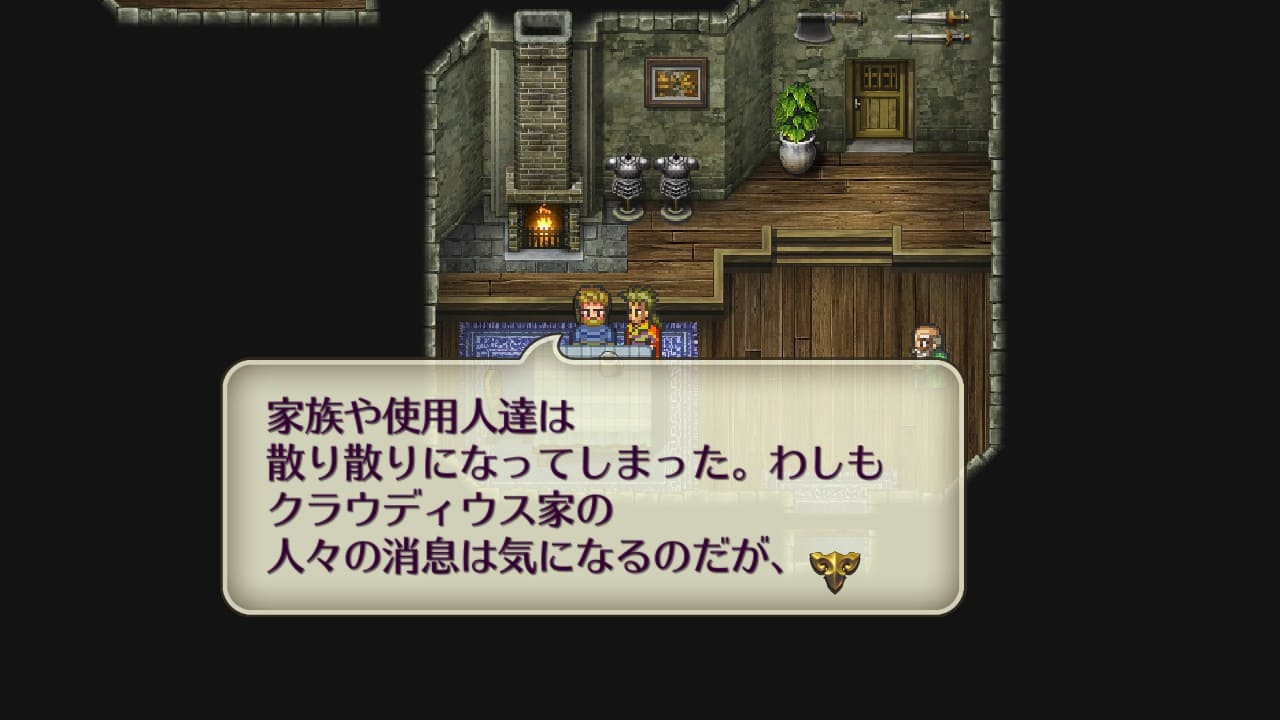 家族や使用人達は
散り散りになってしまった。わしも
クラウディウス家の
人々の消息は気になるのだが、